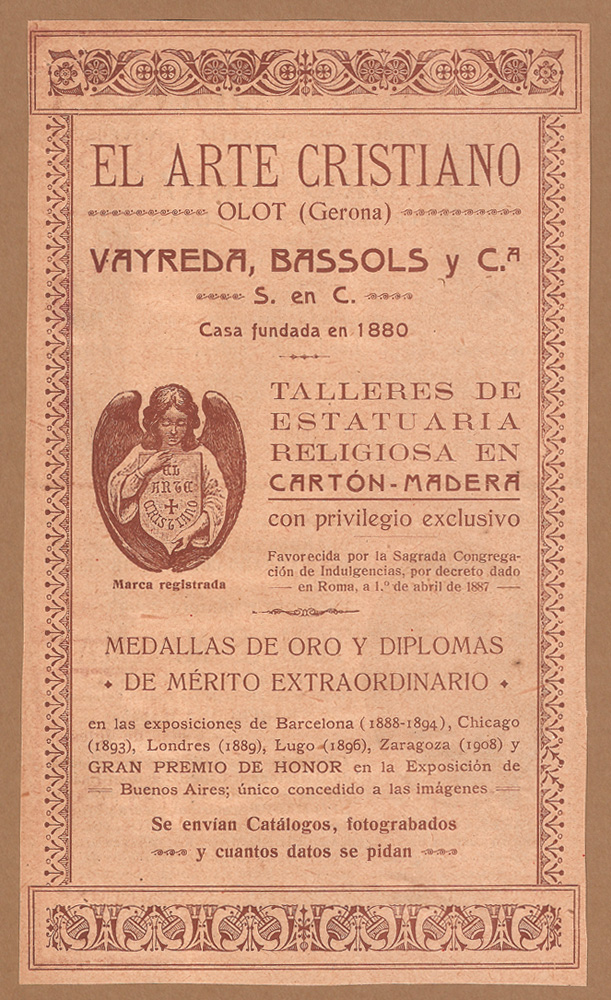 EL ARTE CRISTIANO
OLOT (Gerona)
VAYREDA, BASSOLS y C.ª
S. en C.
Casa fundada en 1880
EL
ARTE
CRISTIANO
Marca registrada
TALLERES DE
ESTATUARIA
RELIGIOSA EN
CARTÓN-MADERA
con privilegio exclusivo
Favorecida por la Sagrada Congrega-
ción de Indulgencias, por decreto dado
en Roma, a 1.º de abril de 1887
MEDALLAS DE ORO Y DIPLOMAS
DE MÉRITO EXTRAORDINARIO
en las exposiciones de Barcelona (1888-1894), Chicago
(1893), Londres (1889), Lugo (1896), Zaragoza (1908) y
GRAN PREMIO DE HONOR en la Exposición de
Buenos Aires; único concedido a las imágenes
Se envían Catálogos, fotograbados
y cuantos datos se pidan